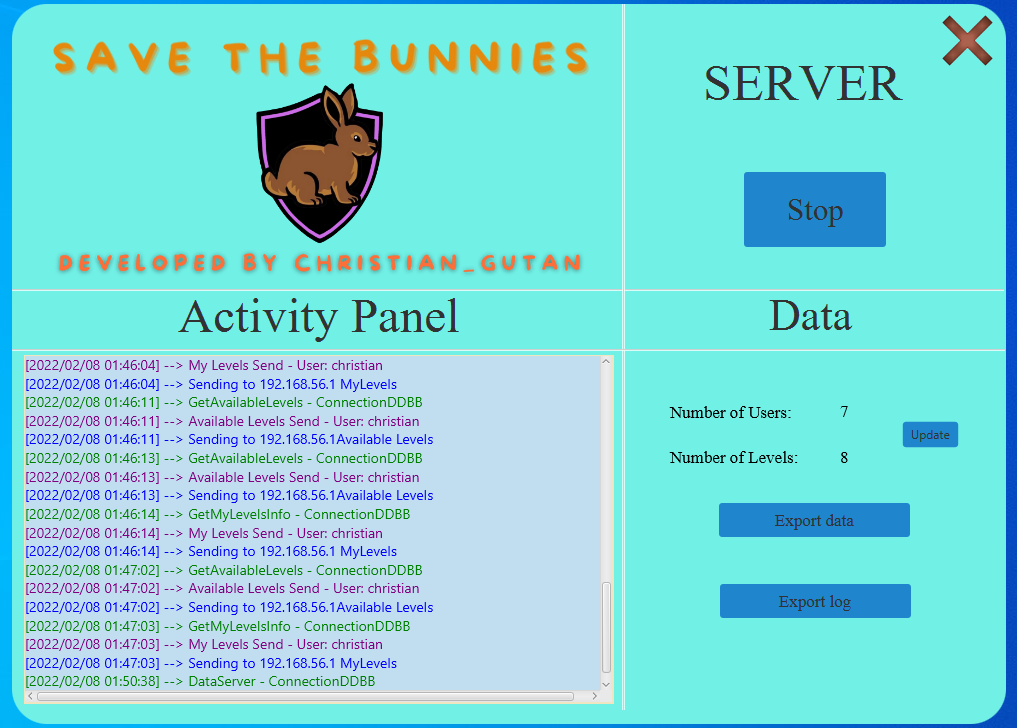 SAVE THE BUNNIES
DEVELOPED BY CHRISTIAN_GUTAN
SERVER
Stop
Activity Panel
[2022/02/08 01:46:04] --> My Levels Send - User: christian
[2022/02/08 01:46:04] --> Sending to 192.168.56.1 MyLevels
[2022/02/08 01:46:11] --> GetAvailableLevels - ConnectionDDBB
[2022/02/08 01:46:11] --> Available Levels Send - User: christian
[2022/02/08 01:46:11] --> Sending to 192.168.56.1Available Levels
[2022/02/08 01:46:13] --> GetAvailableLevels - ConnectionDDBB
[2022/02/08 01:46:13] --> Available Levels Send - User: christian
[2022/02/08 01:46:13] --> Sending to 192.168.56.1Available Levels
[2022/02/08 01:46:14] --> GetMyLevelsInfo - ConnectionDDBB
[2022/02/08 01:46:14] --> My Levels Send - User: christian
[2022/02/08 01:46:14] --> Sending to 192.168.56.1 MyLevels
[2022/02/08 01:47:02] --> GetAvailableLevels - ConnectionDDBB
[2022/02/08 01:47:02] --> Available Levels Send - User: christian
[2022/02/08 01:47:02] --> Sending to 192.168.56.1Available Levels
[2022/02/08 01:47:03] --> GetMyLevelsInfo - ConnectionDDBB
[2022/02/08 01:47:03] --> My Levels Send - User: christian
[2022/02/08 01:47:03] --> Sending to 192.168.56.1 MyLevels
[2022/02/08 01:50:38] --> DataServer - ConnectionDDBB
Data
Number of Users: 7
Update
Number of Levels: 8
Export data
Export log